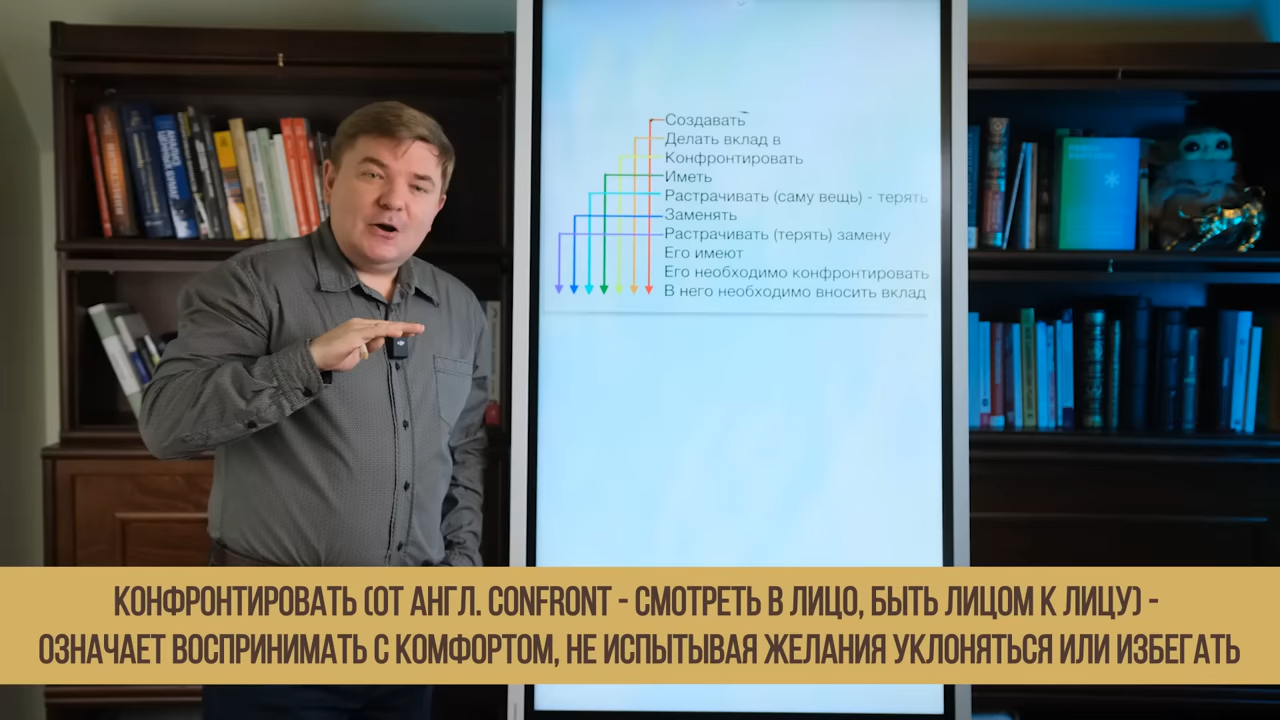 Создавать
Делать вклад в
Конфронтировать
Иметь
Растрачивать (саму вещь) - терять
Заменять
Растрачивать (терять) замену
Его имеют
Его необходимо конфронтировать
В него необходимо вносить вклад
КОНФРОНТИРОВАТЬ (ОТ АНГЛ. CONFRONT - СМОТРЕТЬ В ЛИЦО, БЫТЬ ЛИЦОМ К ЛИЦУ) -
ОЗНАЧАЕТ ВОСПРИНИМАТЬ С КОМФОРТОМ, НЕ ИСПЫТЫВАЯ ЖЕЛАНИЯ УКЛОНЯТЬСЯ ИЛИ ИЗБЕГАТЬ